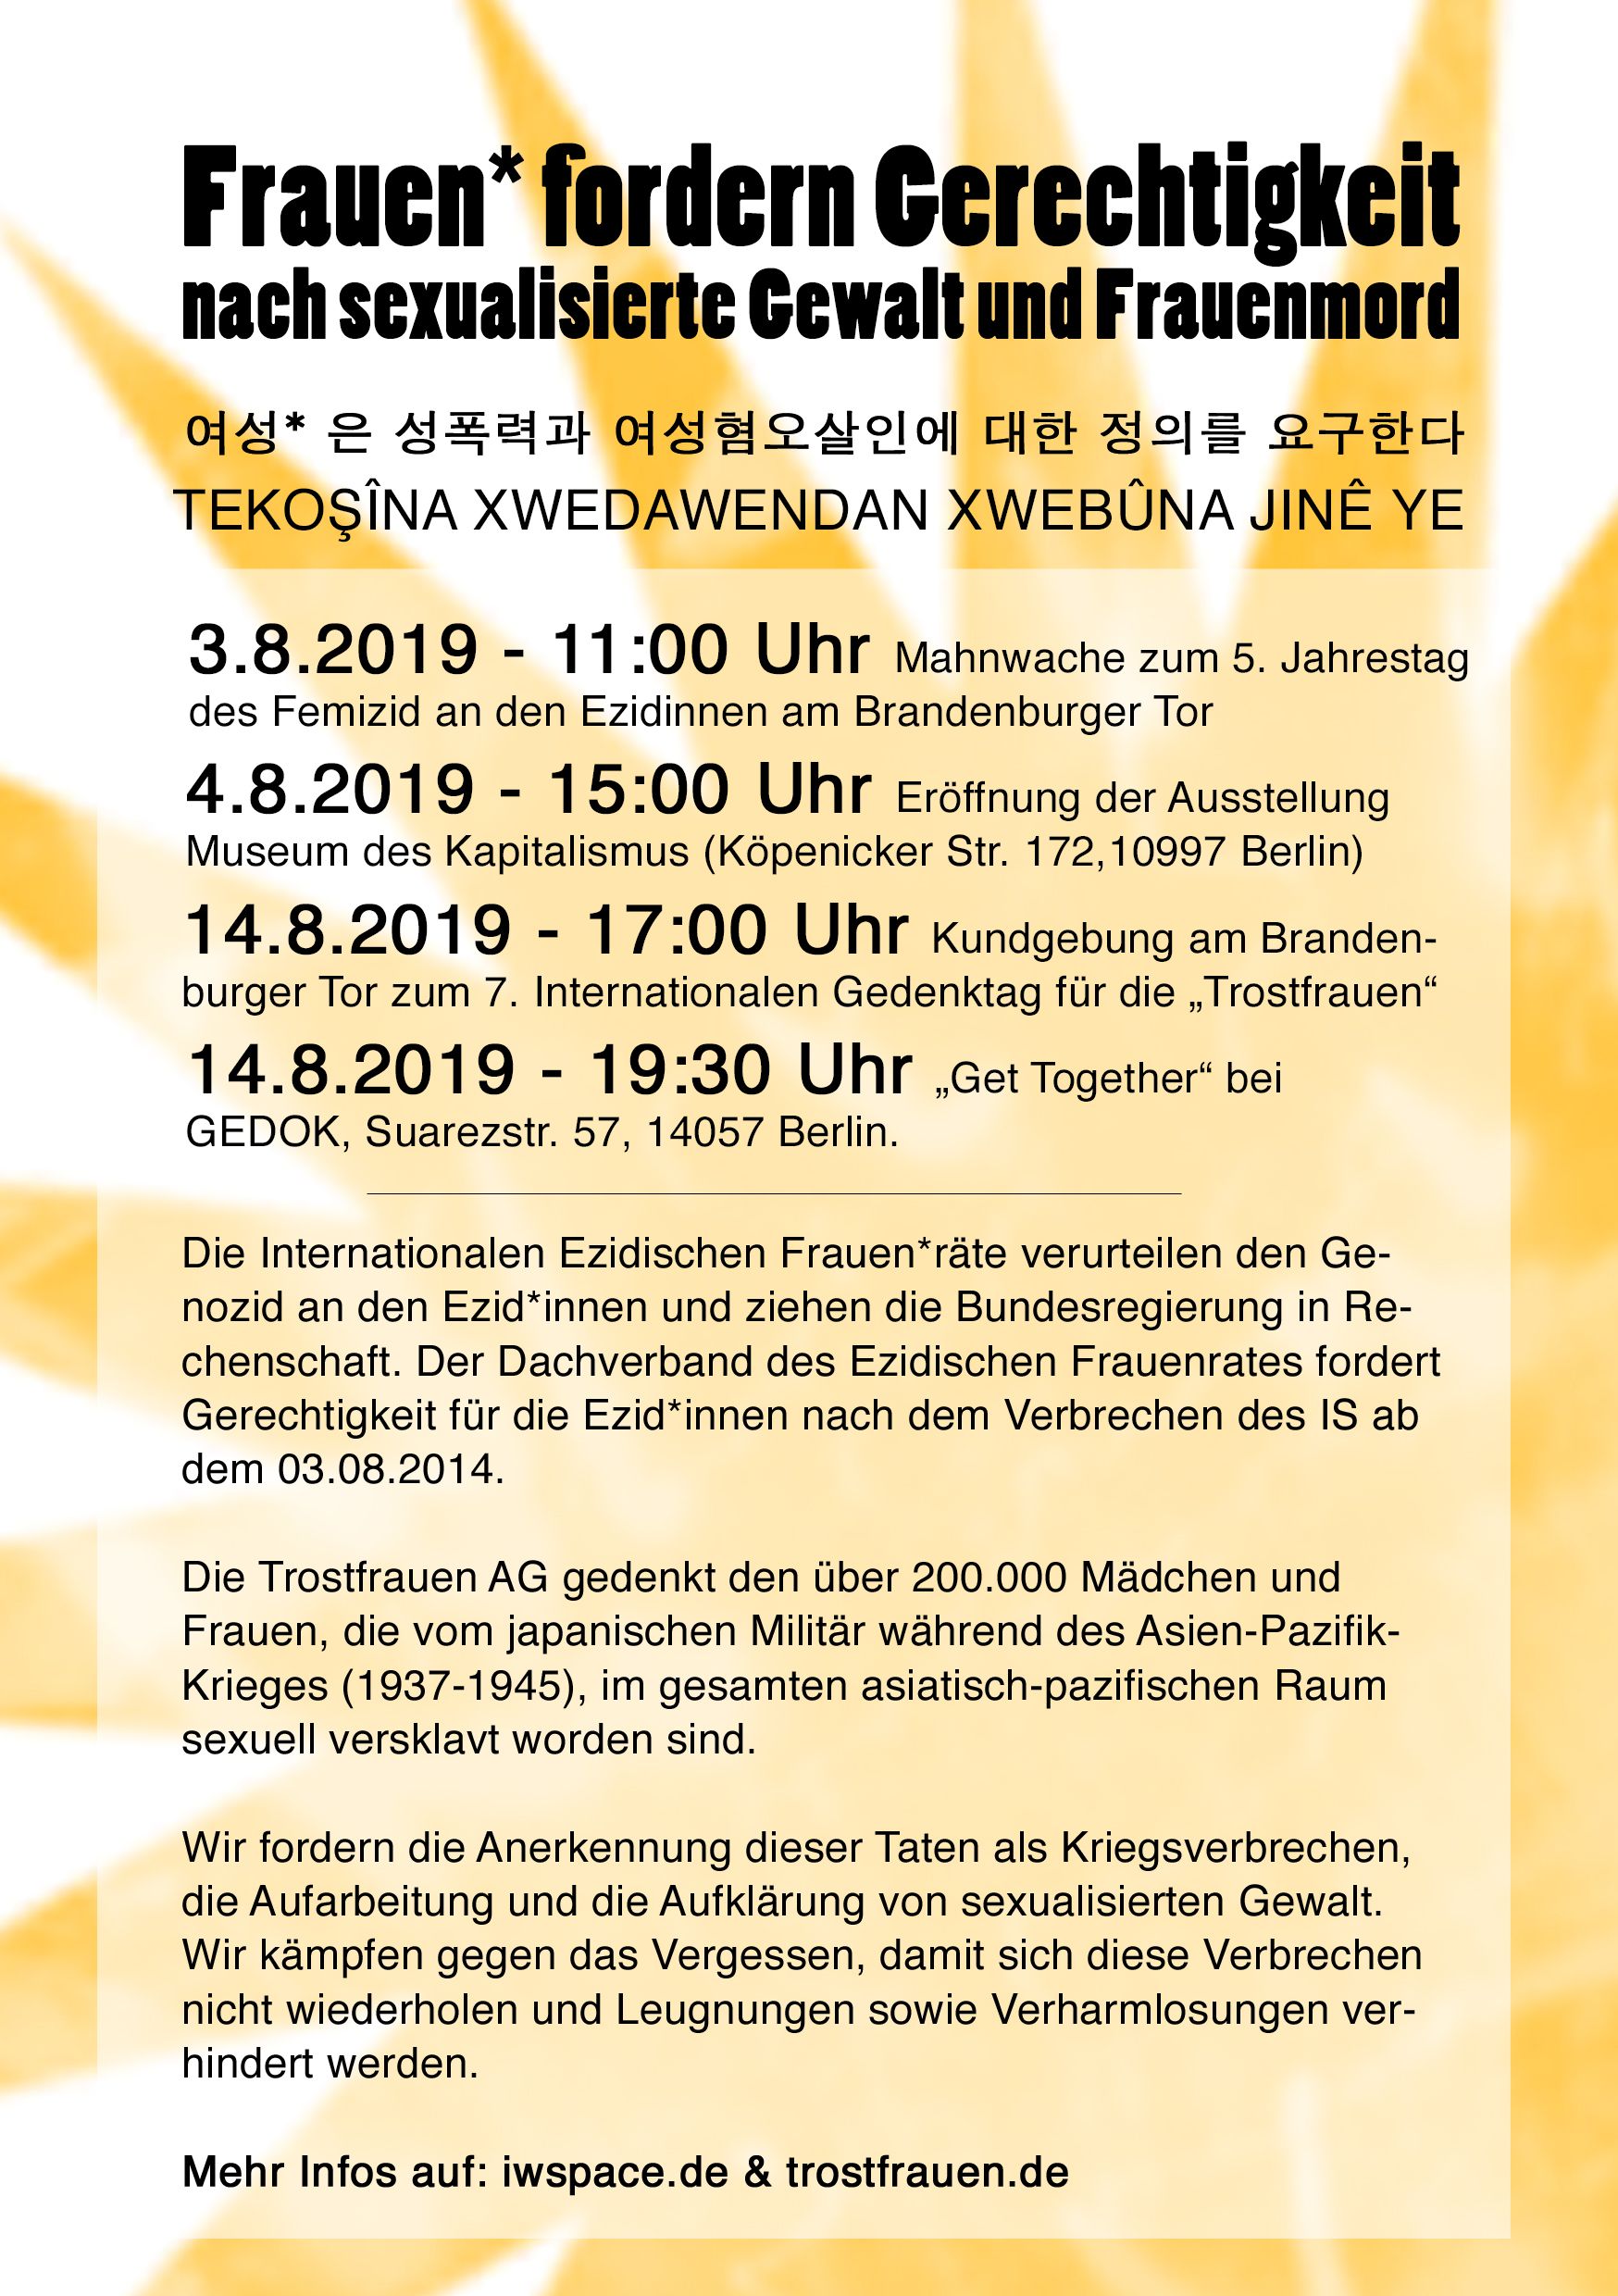 Frauen* fordern Gerechtigkeit
nach sexualisierte Gewalt und Frauenmord
여성* 은 성폭력과 여성혐오살인에 대한 정의를 요구한다
TEKOŞÎNA XWEDAWENDAN XWEBÛNA JINÊ YE
3.8.2019 - 11:00 Uhr Mahnwache zum 5. Jahrestag
des Femizid an den Ezidinnen am Brandenburger Tor
4.8.2019 - 15:00 Uhr Eröffnung der Ausstellung
Museum des Kapitalismus (Köpenicker Str. 172,10997 Berlin)
14.8.2019 - 17:00 Uhr Kundgebung am Branden-
burger Tor zum 7. Internationalen Gedenktag für die „Trostfrauen“
14.8.2019 - 19:30 Uhr „Get Together“ bei
GEDOK, Suarezstr. 57, 14057 Berlin.
Die Internationalen Ezidischen Frauen*räte verurteilen den Ge-
nozid an den Ezid*innen und ziehen die Bundesregierung in Re-
chenschaft. Der Dachverband des Ezidischen Frauenrates fordert
Gerechtigkeit für die Ezid*innen nach dem Verbrechen des IS ab
dem 03.08.2014.
Die Trostfrauen AG gedenkt den über 200.000 Mädchen und
Frauen, die vom japanischen Militär während des Asien-Pazifik-
Krieges (1937-1945), im gesamten asiatisch-pazifischen Raum
sexuell versklavt worden sind.
Wir fordern die Anerkennung dieser Taten als Kriegsverbrechen,
die Aufarbeitung und die Aufklärung von sexualisierten Gewalt.
Wir kämpfen gegen das Vergessen, damit sich diese Verbrechen
nicht wiederholen und Leugnungen sowie Verharmlosungen ver-
hindert werden.
Mehr Infos auf: iwspace.de & trostfrauen.de